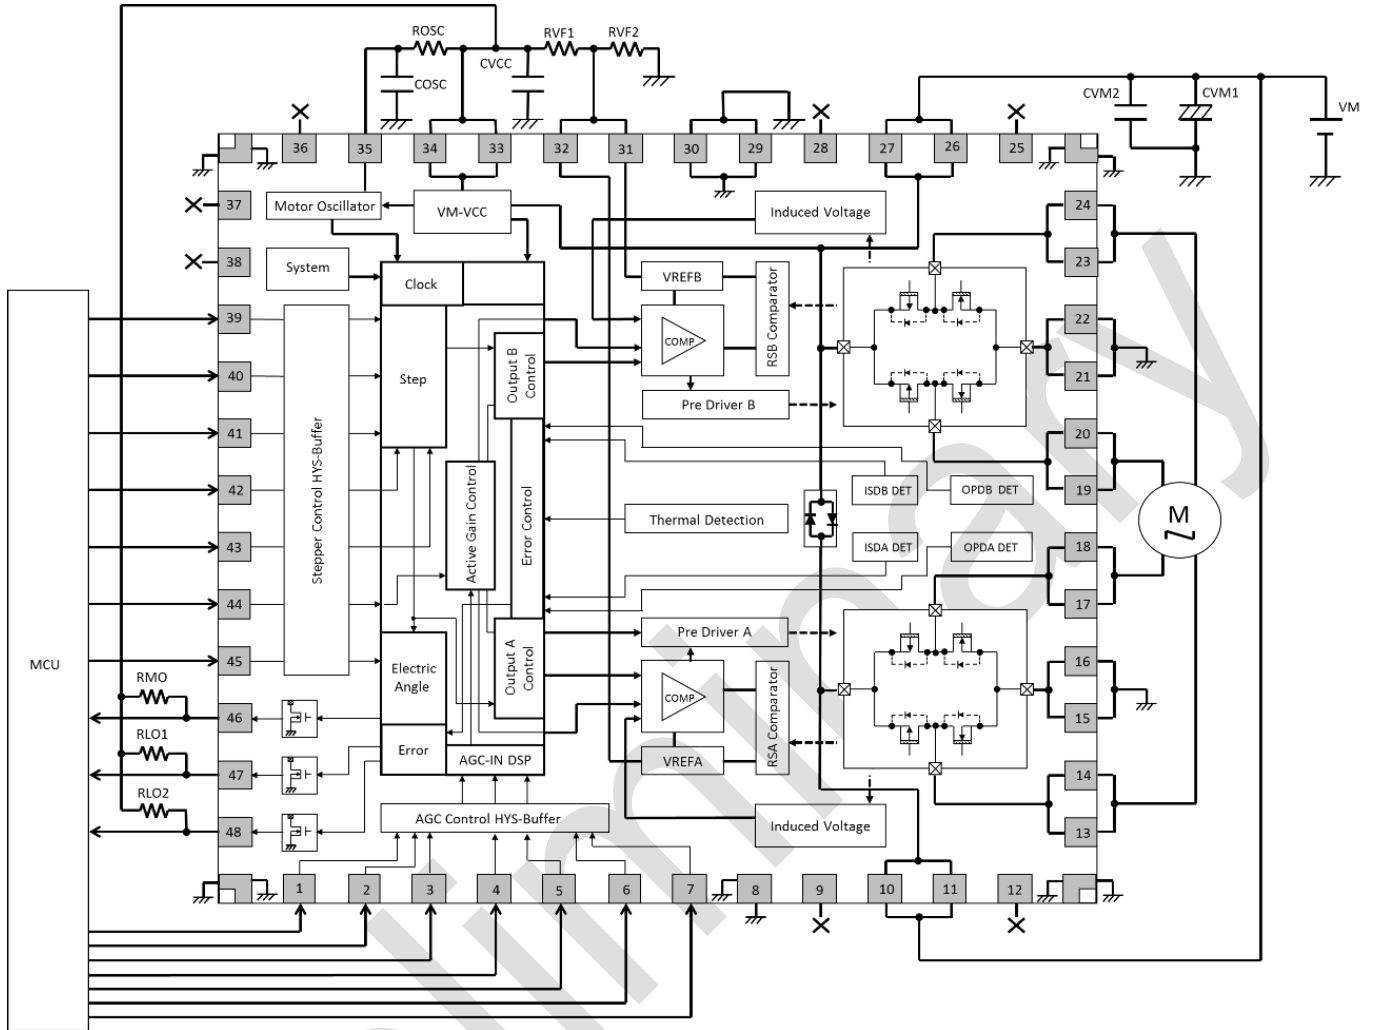 ROSC
RVF1
RVF2
CVCC
COSC
CVM2
CVM1
VM
36
35
34
33
32
31
30
29
28
27
26
25
37
Motor Oscillator
VM-VCC
Induced Voltage
24
38
System
Clock
VREFB
RSB Comparator
23
39
Stepper Control HYS-Buffer
Step
Output B
Control
COMP
22
40
21
Pre Driver B
41
20
42
Active Gain Control
Error Control
ISDB DET
OPDB DET
19
Thermal Detection
M
43
ISDA DET
OPDA DET
18
44
17
Output A
Control
Pre Driver A
45
MCU
Electric
Angle
COMP
RSA Comparator
16
RMO
46
15
RLO1
Error
AGC-IN DSP
VREFA
47
14
RLO2
48
AGC Control HYS-Buffer
Induced Voltage
13
1
2
3
4
5
6
7
8
9
10
11
12
liminary